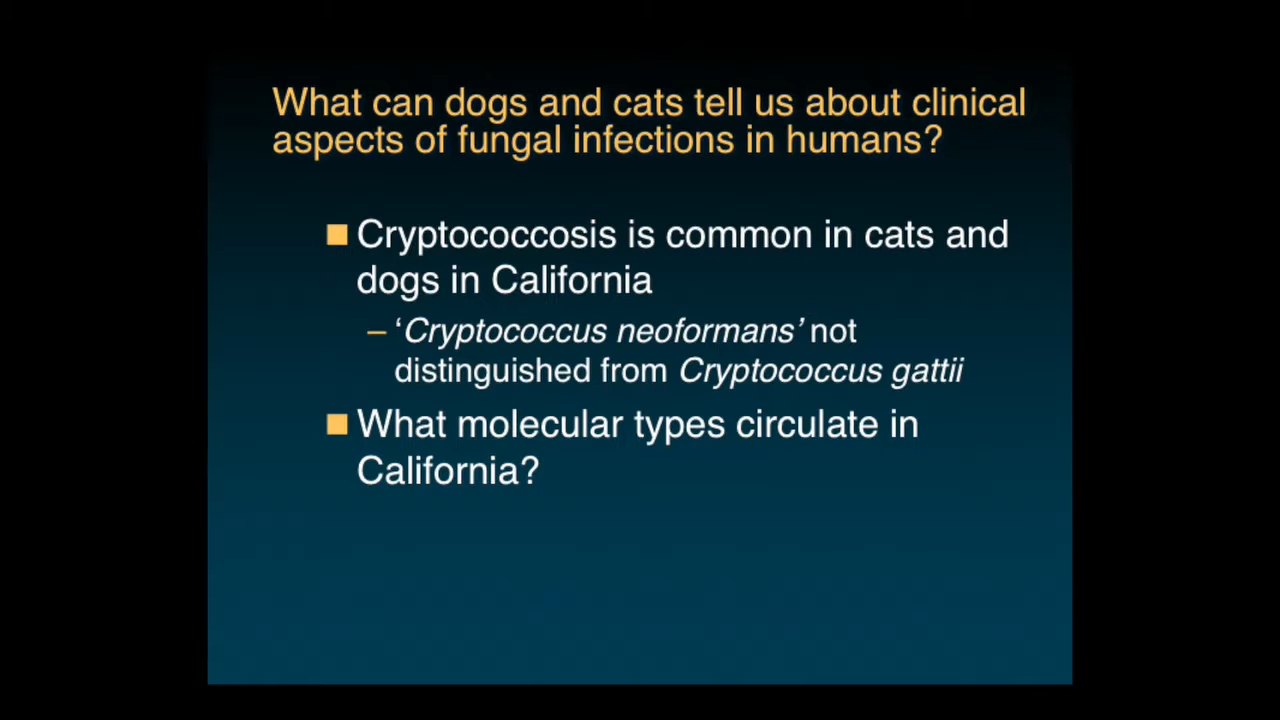 What can dogs and cats tell us about clinical
aspects of fungal infections in humans?
Cryptococcosis is common in cats and
dogs in California
– ‘Cryptococcus neoformans’ not
distinguished from Cryptococcus gattii
What molecular types circulate in
California?